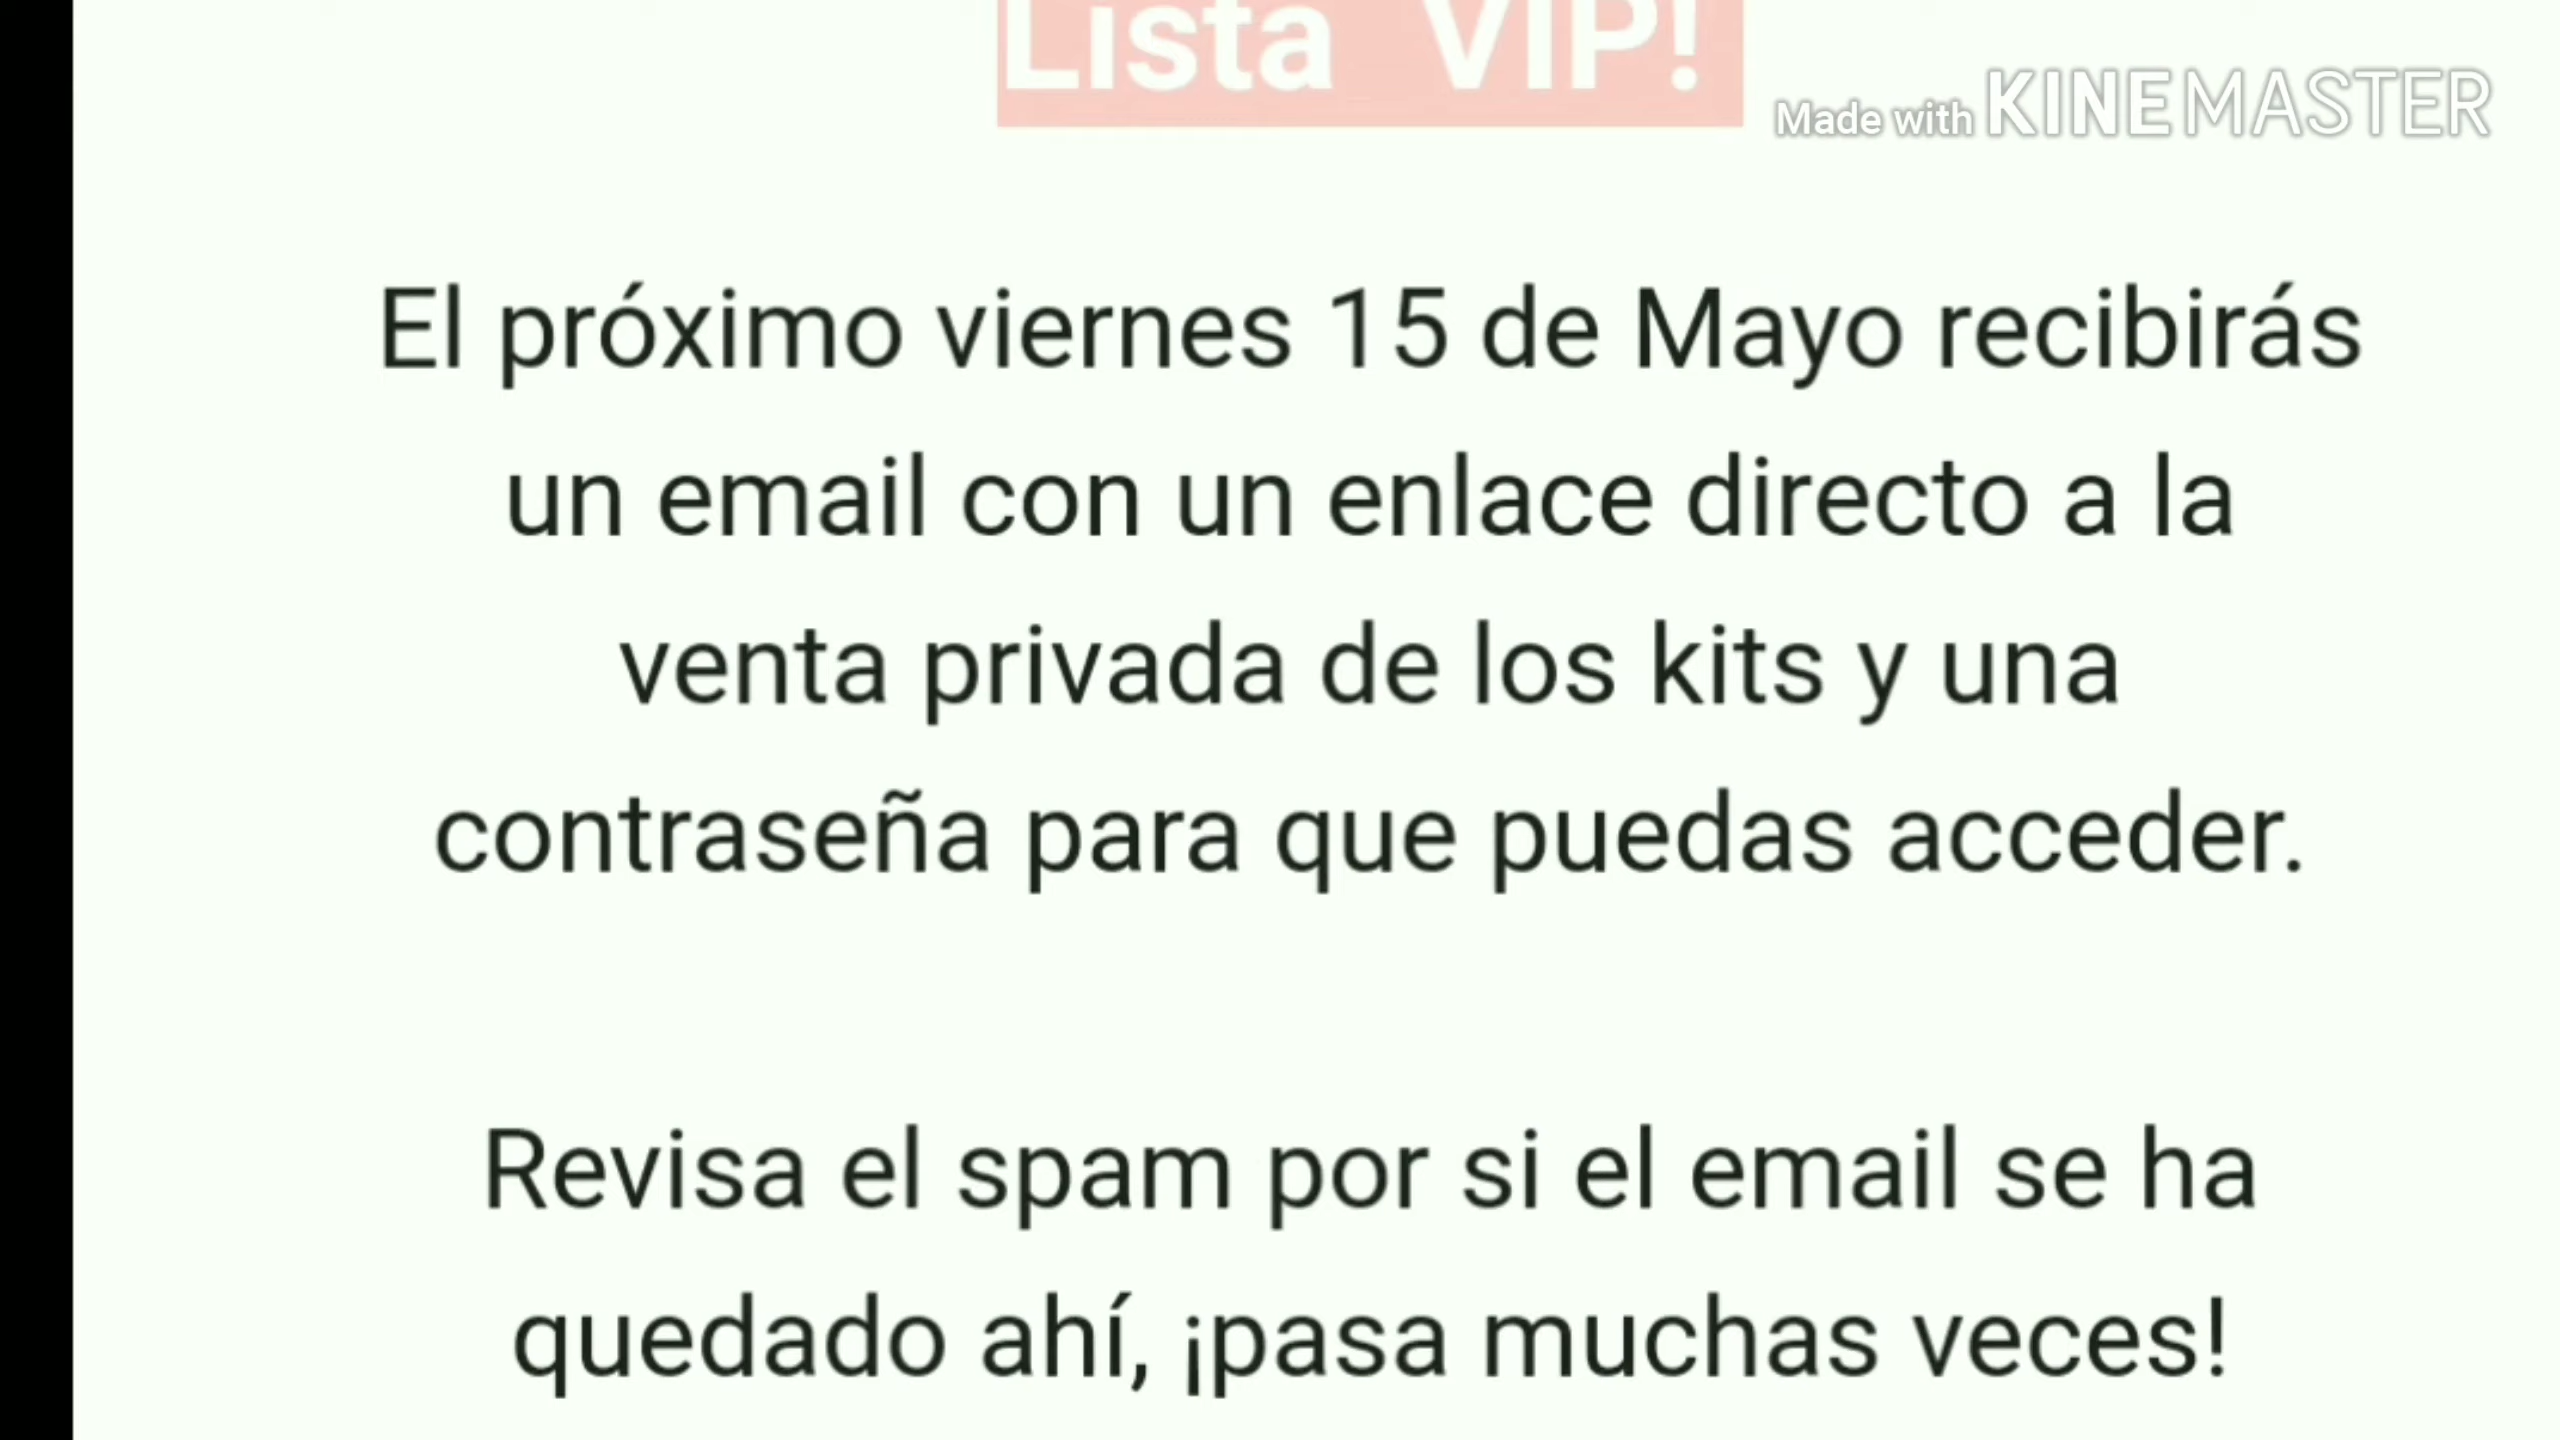 Lista VIP!
Made with KINEMASTER
El próximo viernes 15 de Mayo recibirás
un email con un enlace directo a la
venta privada de los kits y una
contraseña para que puedas acceder.
Revisa el spam por si el email se ha
quedado ahí, ¡pasa muchas veces!